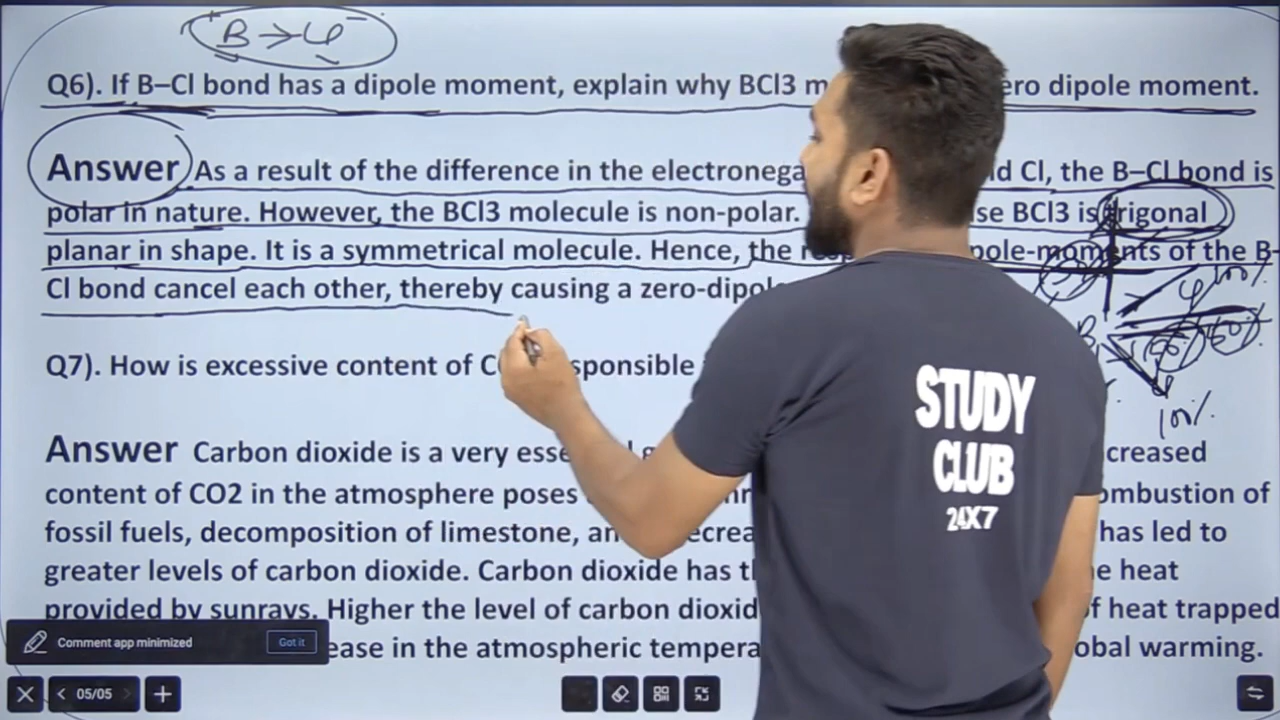 B → Cl
Q6). If B–Cl bond has a dipole moment, explain why BCl3 m ero dipole moment.
Answer As a result of the difference in the electronega d Cl, the B–Cl bond is
polar in nature. However, the BCl3 molecule is non-polar. se BCl3 is trigonal
planar in shape. It is a symmetrical molecule. Hence, the pole-moments of the B-
Cl bond cancel each other, thereby causing a zero-dipol
100%
B
100%
Q7). How is excessive content of sponsible
Answer Carbon dioxide is a very esse creased
content of CO2 in the atmosphere poses ombustion of
fossil fuels, decomposition of limestone, an ecrea has led to
greater levels of carbon dioxide. Carbon dioxide has t e heat
provided by sunrays. Higher the level of carbon dioxid f heat trapped
ease in the atmospheric tempera obal warming.
STUDY
CLUB
24X7
Comment app minimized Got it
05/05